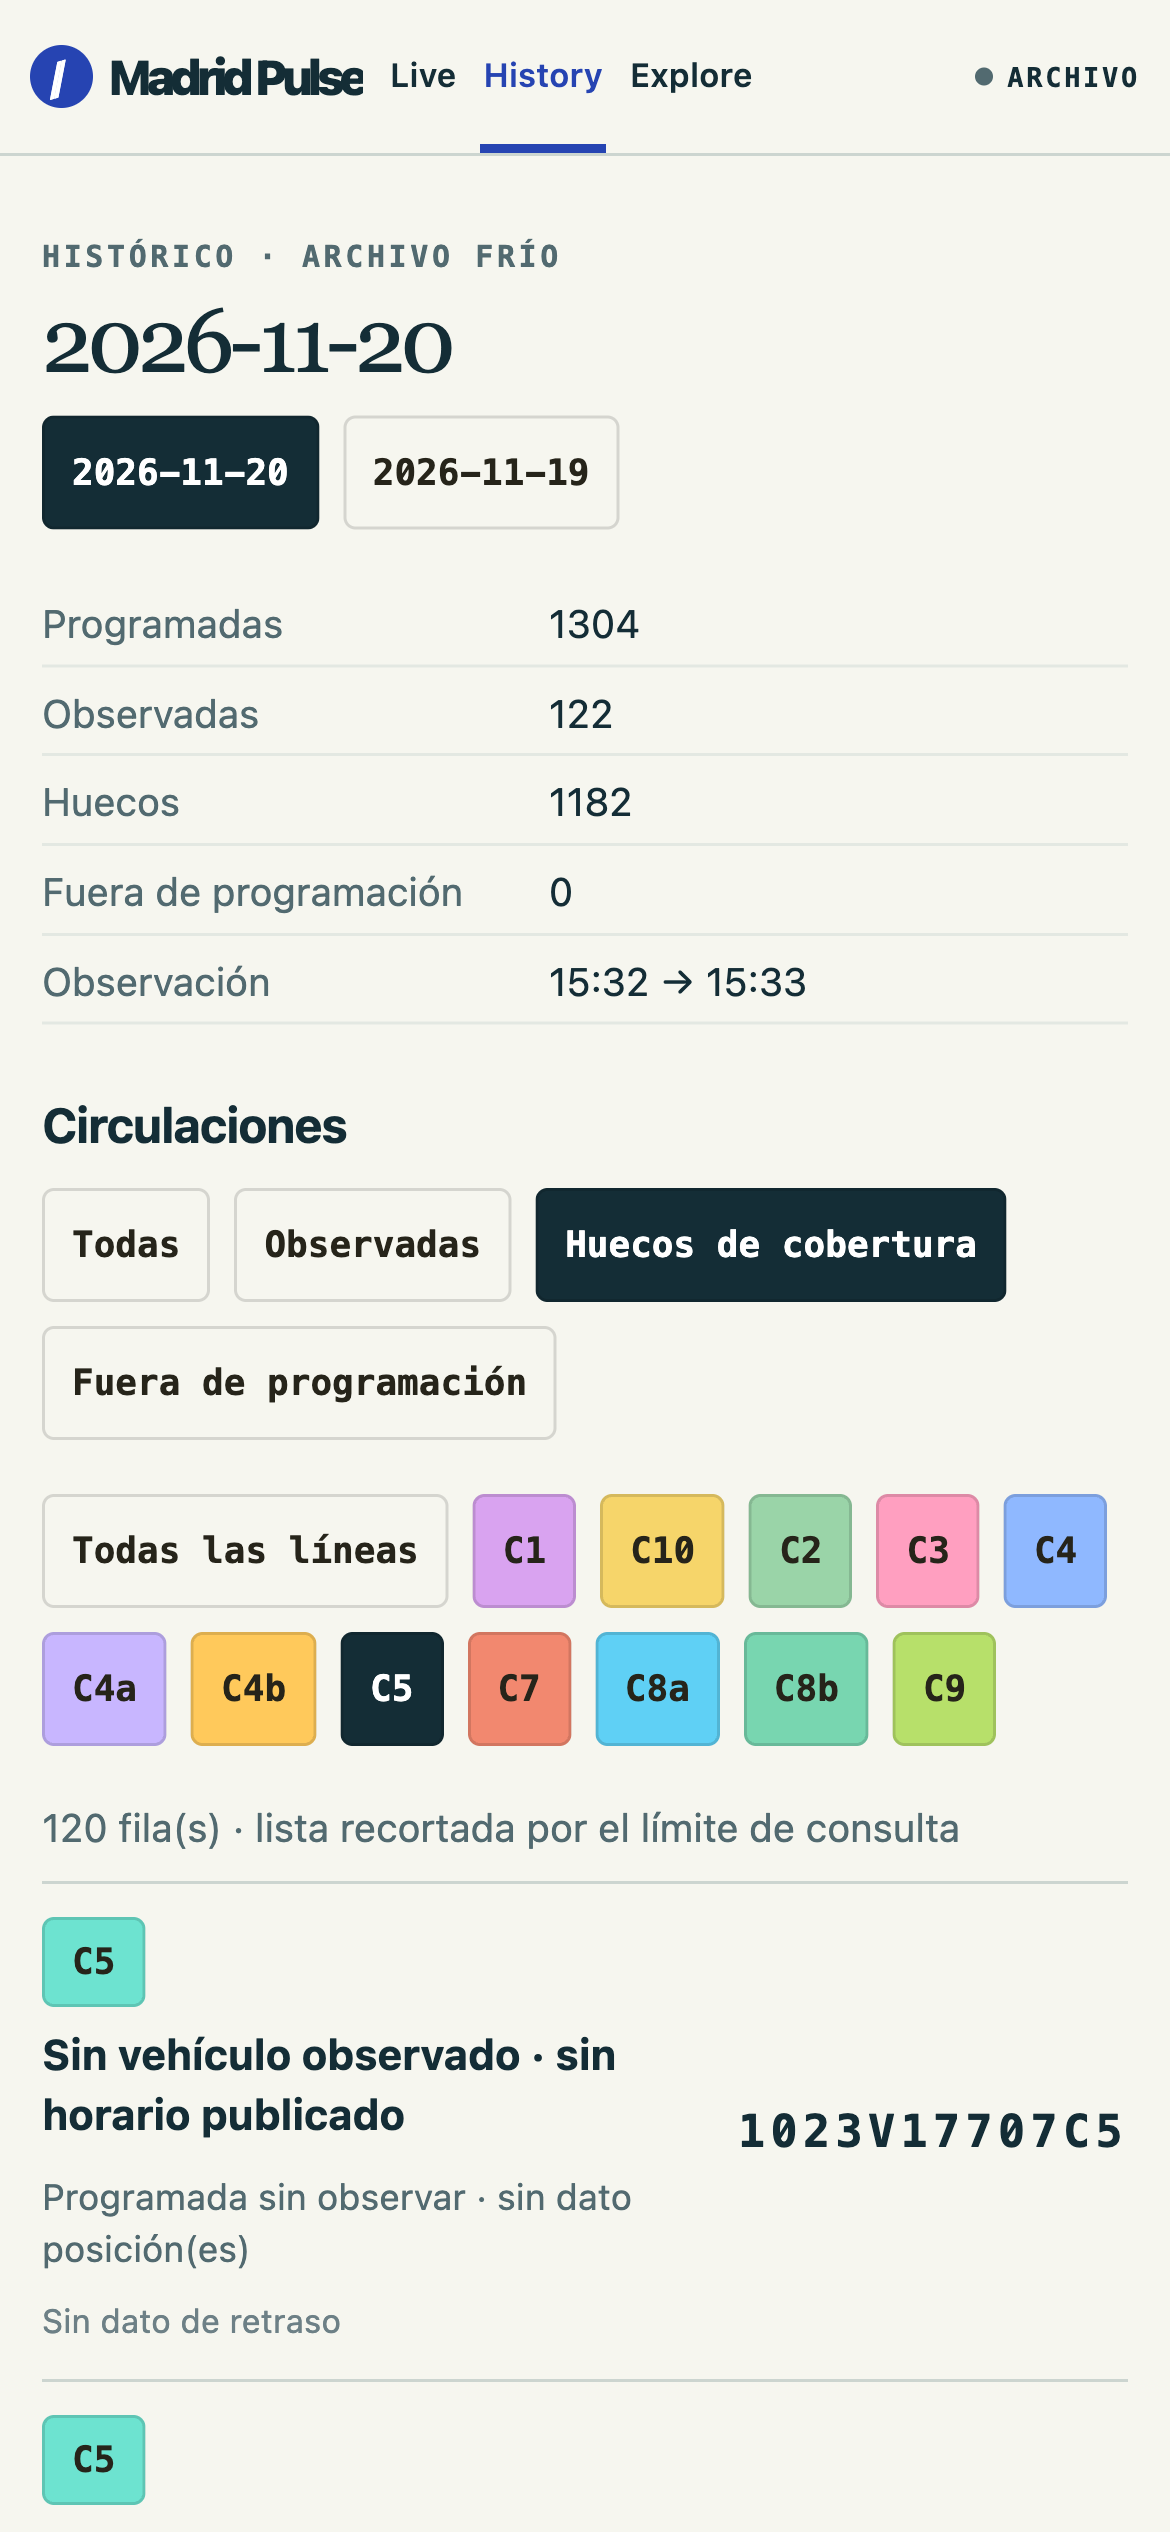 Madrid Pulse Live History Explore ARCHIVO
HISTÓRICO · ARCHIVO FRÍO
2026-11-20
2026-11-20 2026-11-19
Programadas 1304
Observadas 122
Huecos 1182
Fuera de programación 0
Observación 15:32 → 15:33
Circulaciones
Todas Observadas Huecos de cobertura
Fuera de programación
Todas las líneas C1 C10 C2 C3 C4
C4a C4b C5 C7 C8a C8b C9
120 fila(s) · lista recortada por el límite de consulta
C5
Sin vehículo observado · sin
horario publicado
1023V17707C5
Programada sin observar · sin dato
posición(es)
Sin dato de retraso
C5